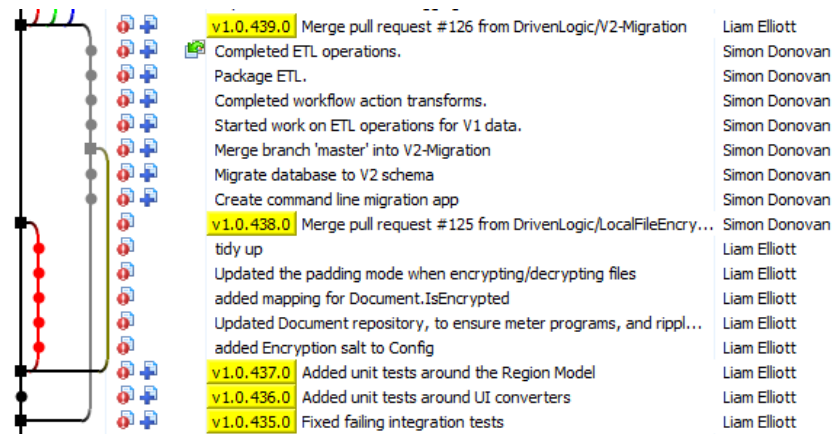 v1.0.439.0 Merge pull request #126 from DrivenLogic/V2-Migration Liam Elliott
Completed ETL operations. Simon Donovan
Package ETL. Simon Donovan
Completed workflow action transforms. Simon Donovan
Started work on ETL operations for V1 data. Simon Donovan
Merge branch 'master' into V2-Migration Simon Donovan
Migrate database to V2 schema Simon Donovan
Create command line migration app Simon Donovan
v1.0.438.0 Merge pull request #125 from DrivenLogic/LocalFileEncry... Simon Donovan
tidy up Liam Elliott
Updated the padding mode when encrypting/decrypting files Liam Elliott
added mapping for Document.IsEncrypted Liam Elliott
Updated Document repository, to ensure meter programs, and rippl... Liam Elliott
added Encryption salt to Config Liam Elliott
v1.0.437.0 Added unit tests around the Region Model Liam Elliott
v1.0.436.0 Added unit tests around UI converters Liam Elliott
v1.0.435.0 Fixed failing integration tests Liam Elliott